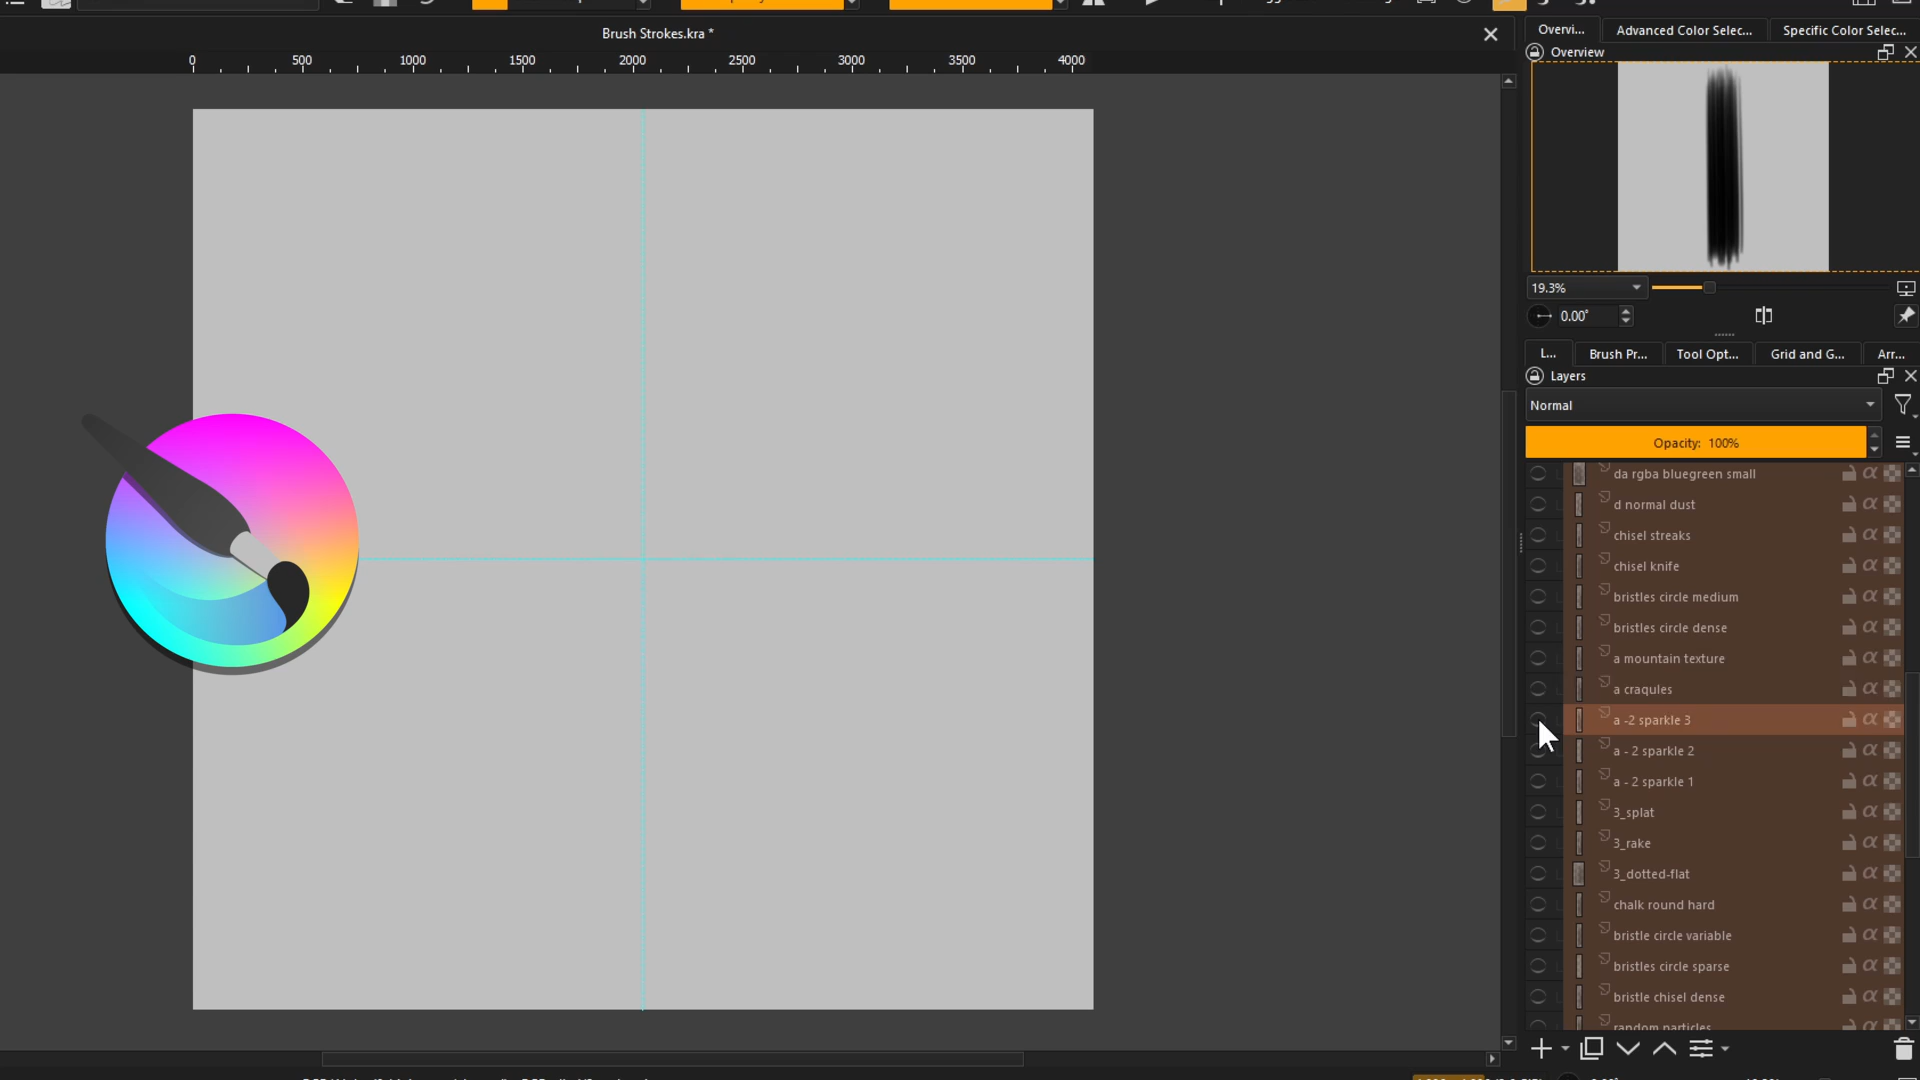 Brush Strokes.kra *
Overvi... Advanced Color Selec... Specific Color Selec...
Overview
0 500 1000 1500 2000 2500 3000 3500 4000
19.3%
0.00°
L... Brush Pr... Tool Opt... Grid and G... Arr...
Layers
Normal
Opacity: 100%
da rgba bluegreen small
d normal dust
chisel streaks
chisel knife
bristles circle medium
bristles circle dense
a mountain texture
a craqules
a -2 sparkle 3
a - 2 sparkle 2
a - 2 sparkle 1
3_splat
3_rake
3_dotted-flat
chalk round hard
bristle circle variable
bristles circle sparse
bristle chisel dense
random particles